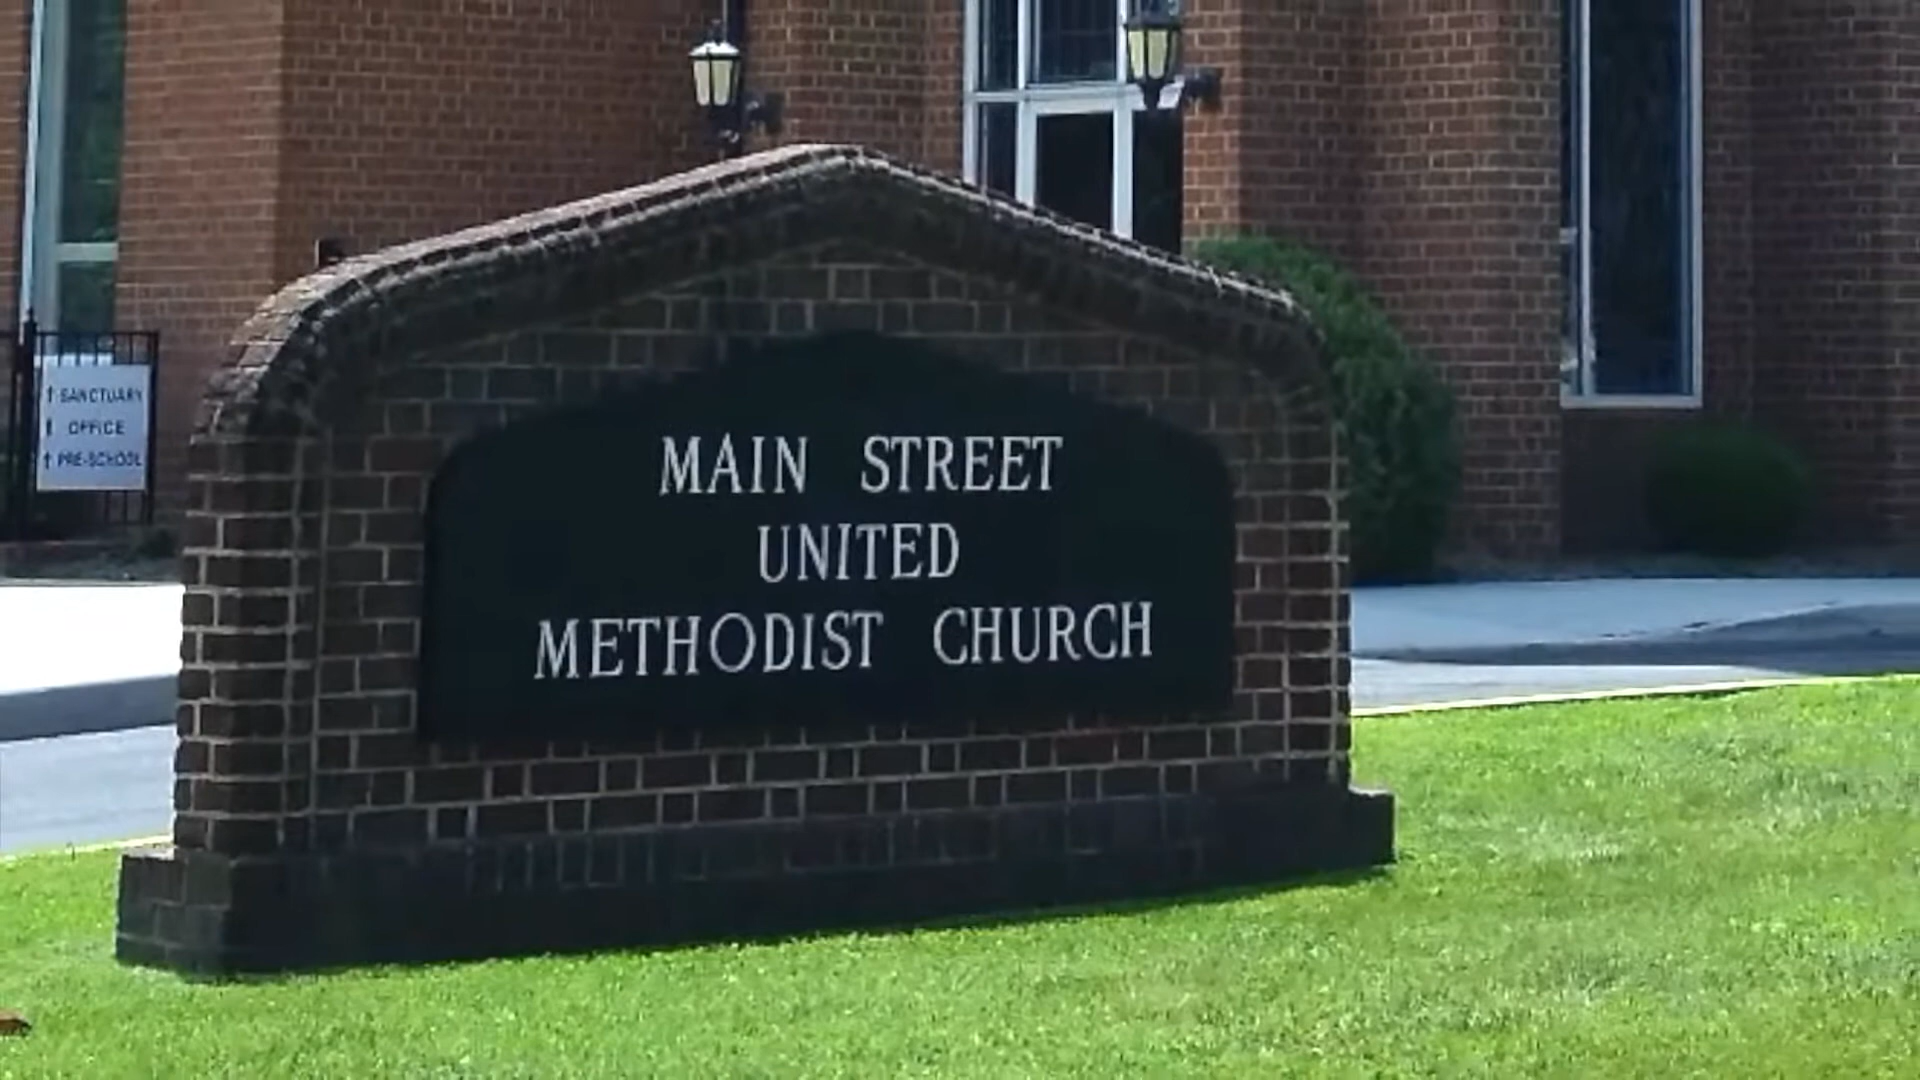 MAIN STREET
UNITED
METHODIST CHURCH
↑ SANCTUARY
↑ OFFICE
↑ PRE-SCHOOL